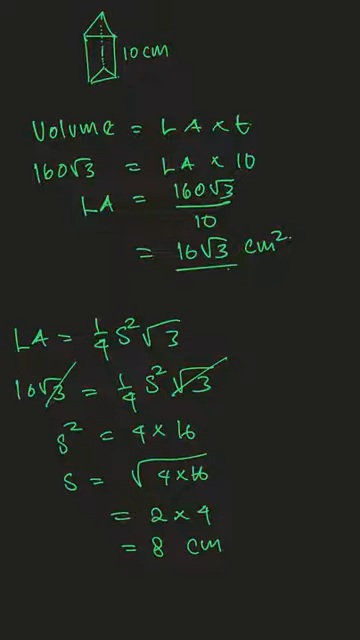 10 cm
Volume = LA x t
160√3 = LA x 10
LA = 160√3 / 10
= 16√3 cm².
LA = 1/4 s² √3
16√3 = 1/4 s² √3
s² = 4 x 16
s = √4 x 16
= 2 x 4
= 8 cm